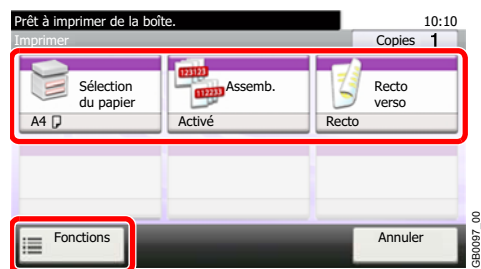 Prêt à imprimer de la boîte.
10:10
Imprimer
Copies 1
123123
112233
Sélection
du papier
Assemb.
Recto
verso
A4
Activé
Recto
Fonctions
Annuler
GB0097_00